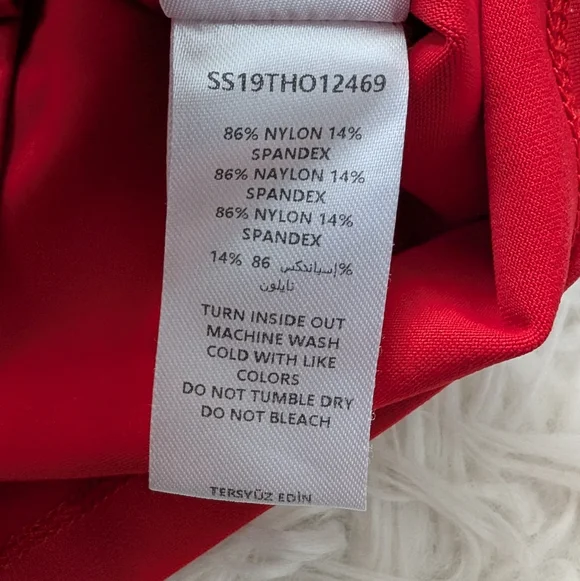 SS19THO12469
86% NYLON 14%
SPANDEX
86% NAYLON 14%
SPANDEX
86% NYLON 14%
SPANDEX
14% 86 إسباندكس%
نايلون
TURN INSIDE OUT
MACHINE WASH
COLD WITH LIKE
COLORS
DO NOT TUMBLE DRY
DO NOT BLEACH
TERSYÜZ EDİN